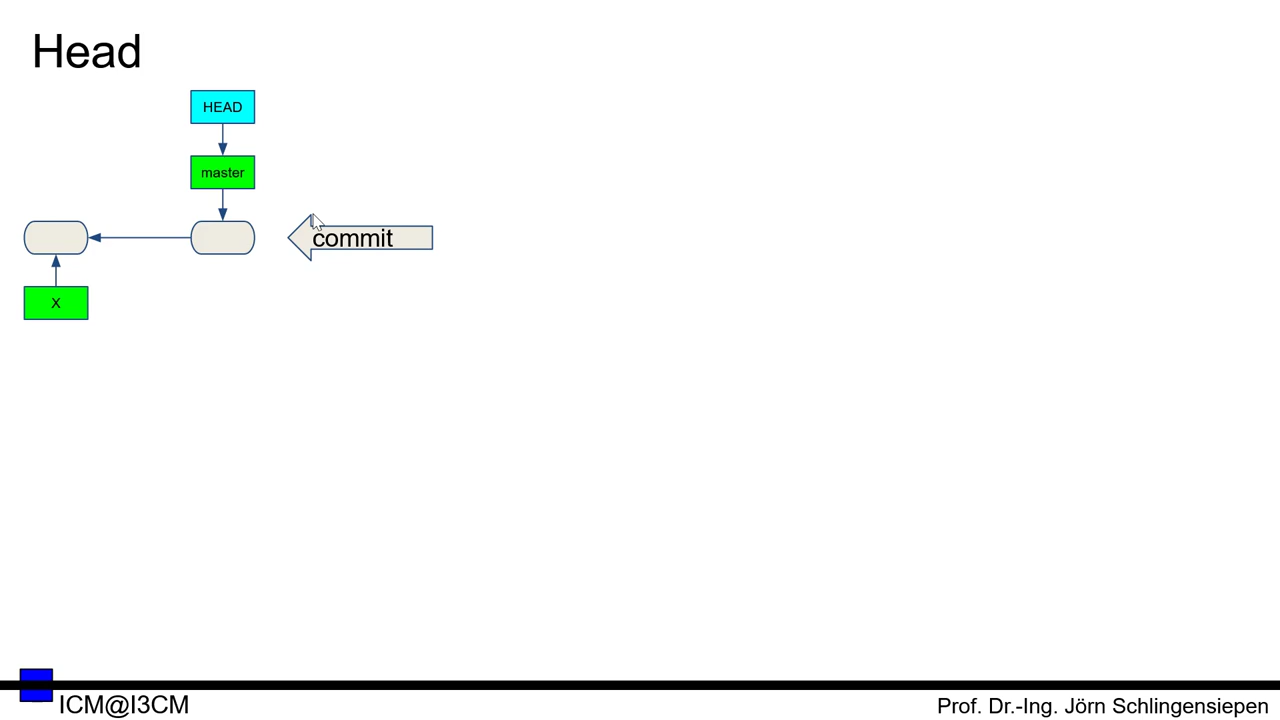 Head
HEAD
master
commit
X
ICM@I3CM
Prof. Dr.-Ing. Jörn Schlingensiepen